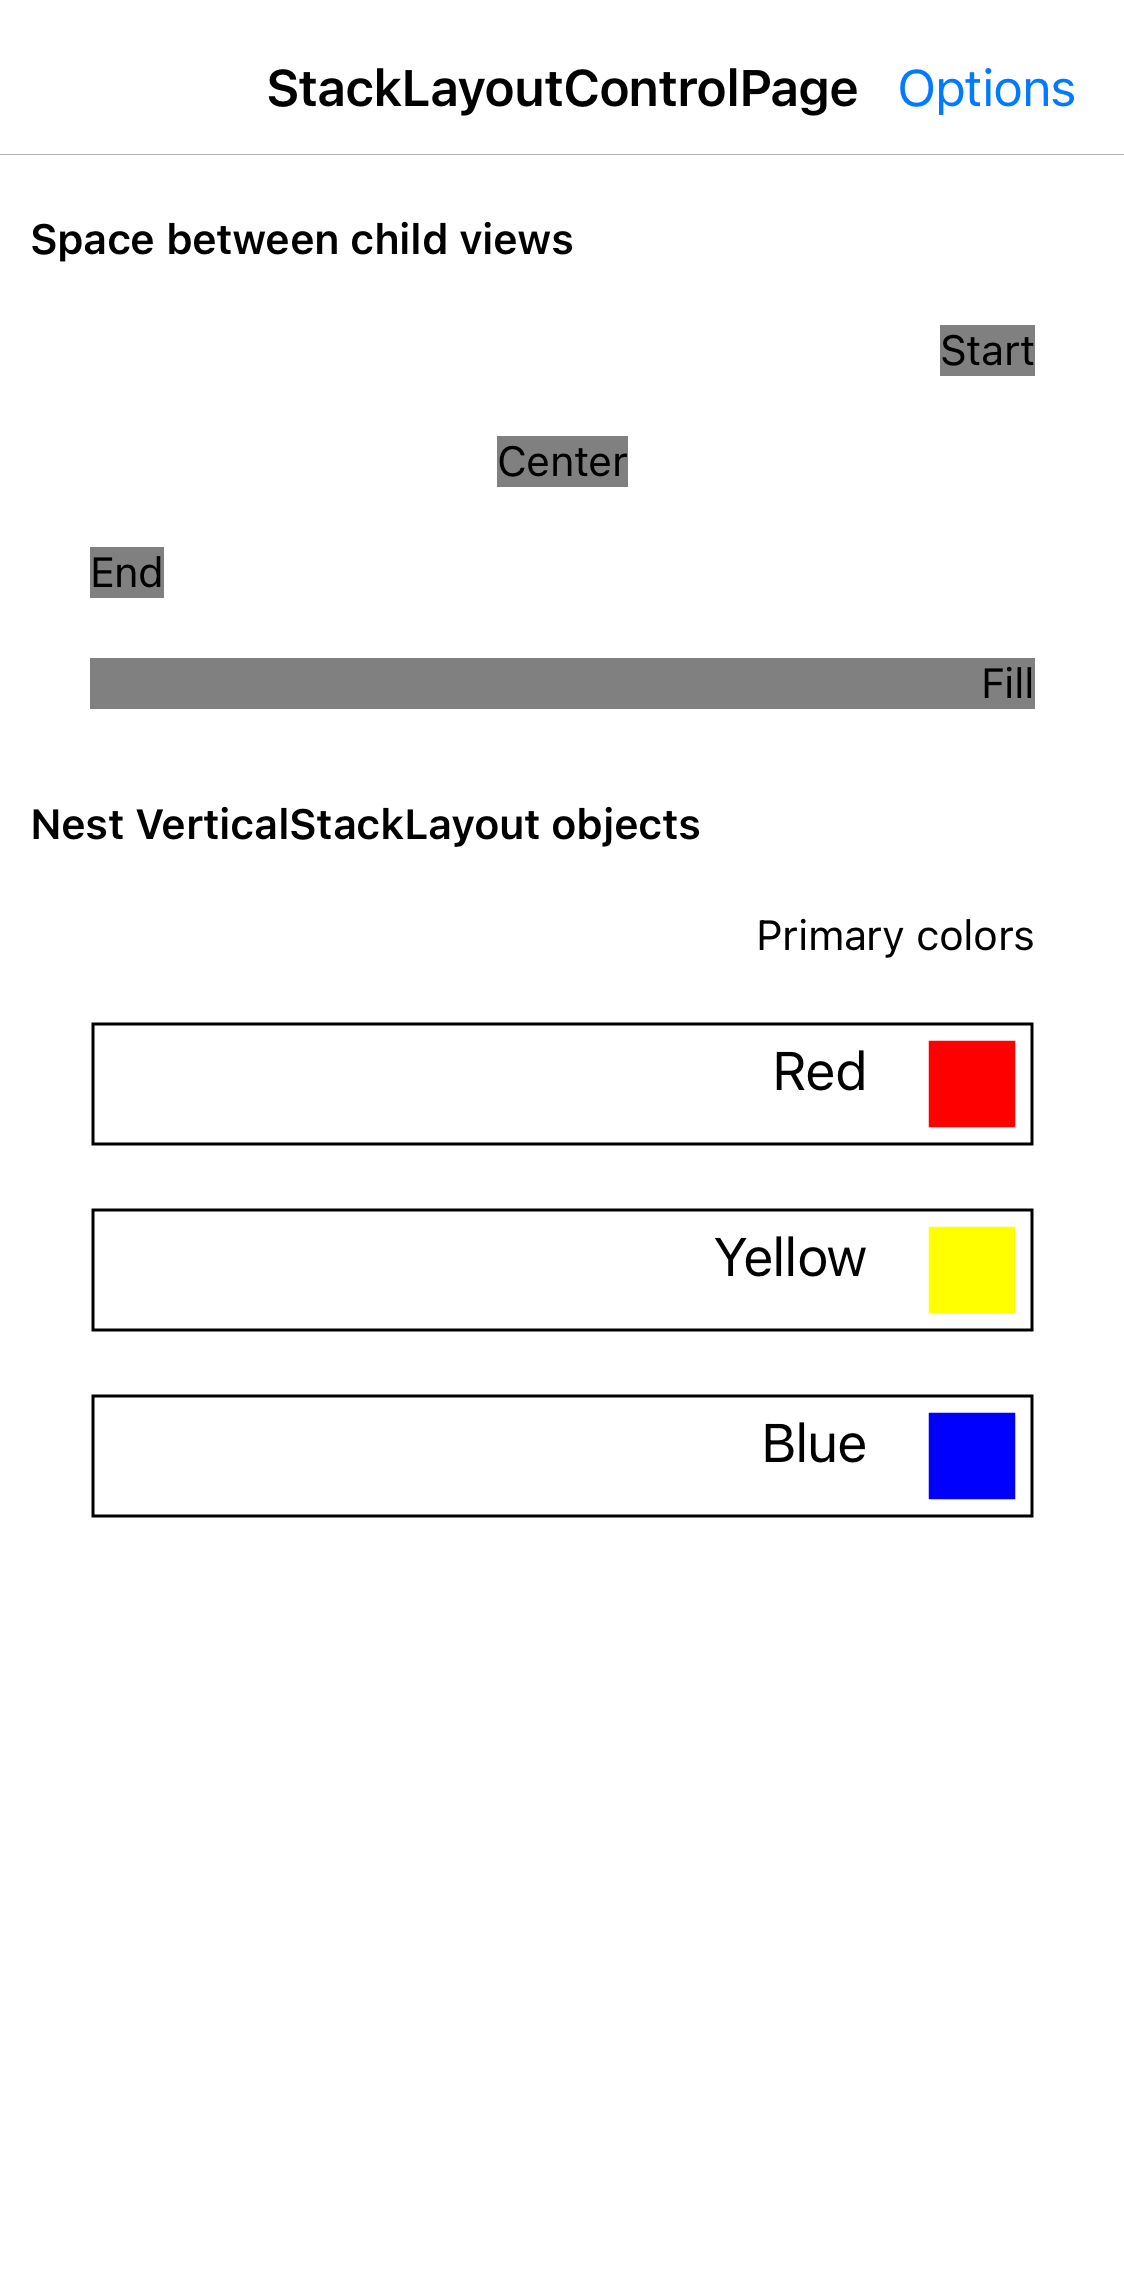 StackLayoutControlPage Options
Space between child views
Start
Center
End
Fill
Nest VerticalStackLayout objects
Primary colors
Red
Yellow
Blue